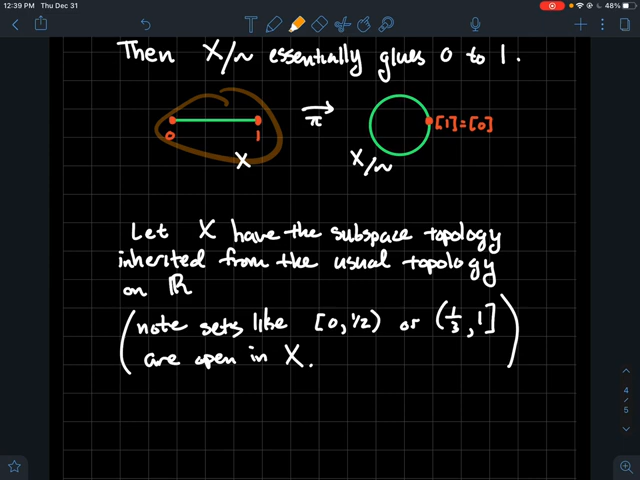 12:39 PM Thu Dec 31
48%
Then X/~ essentially glues 0 to 1.
π
[1]=[0]
0
1
X
X/~
Let X have the subspace topology
inherited from the usual topology
on ℝ
(note sets like [0, 1/2) or (1/3, 1]
are open in X.)
4
/
5